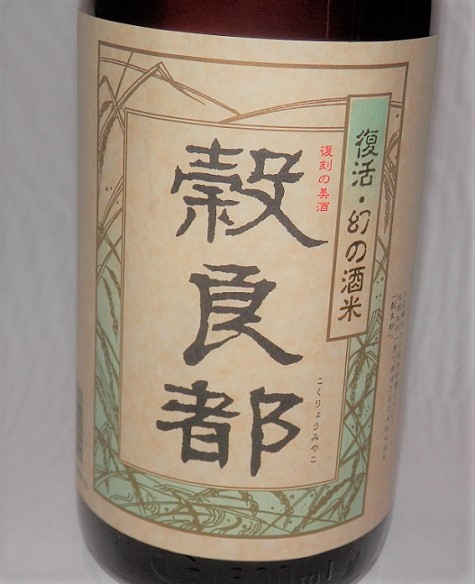 復活・幻の酒米
復刻の美酒
穀良都
こくりょうみやこ